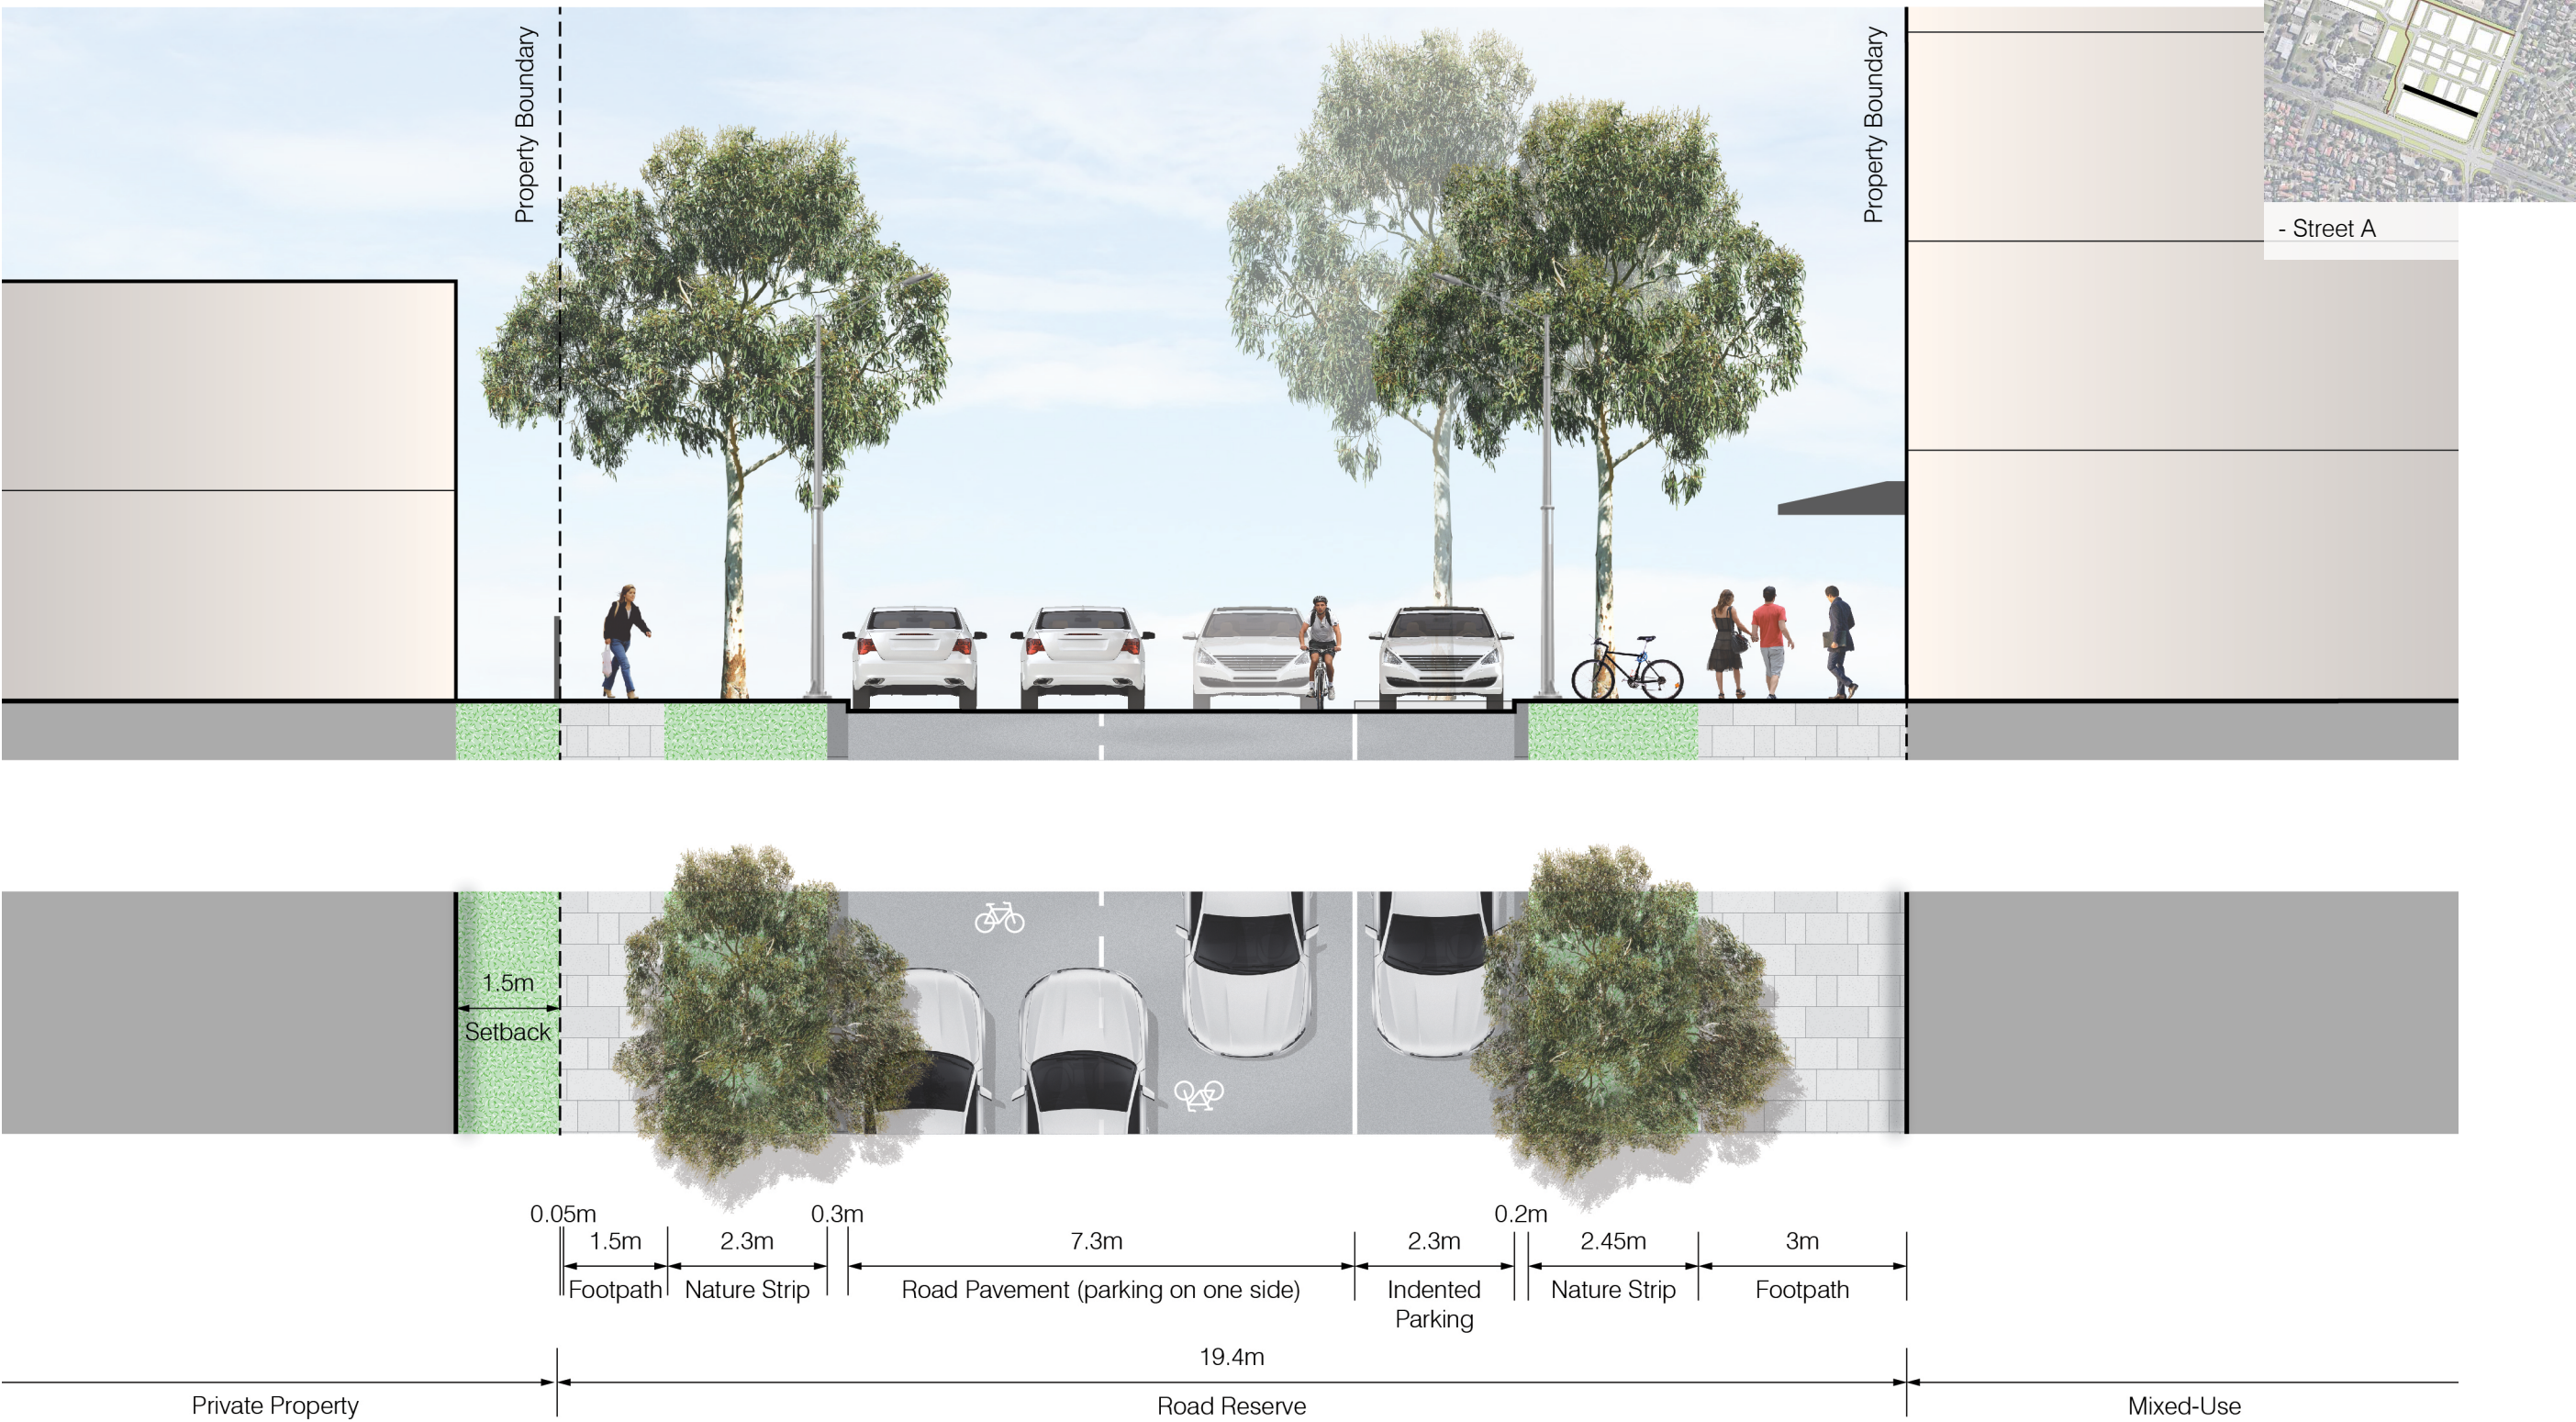 Property Boundary
Property Boundary
- Street A
1.5m
Setback
0.05m
0.3m
0.2m
1.5m
2.3m
7.3m
2.3m
2.45m
3m
Footpath
Nature Strip
Road Pavement (parking on one side)
Indented
Parking
Nature Strip
Footpath
19.4m
Private Property
Road Reserve
Mixed-Use